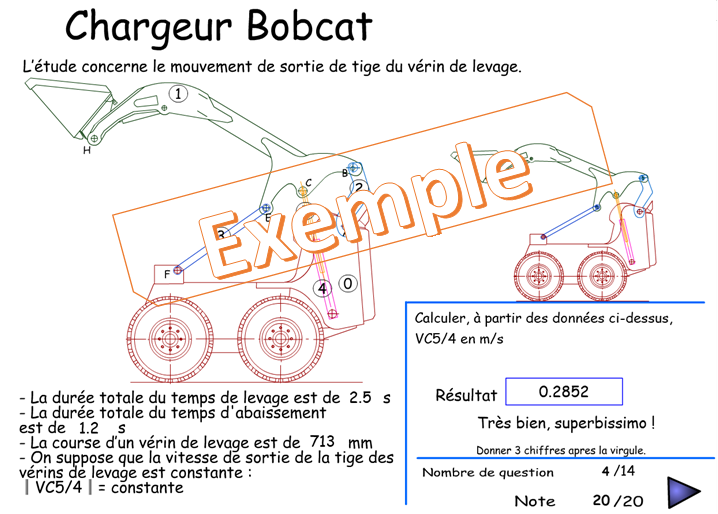 Chargeur Bobcat
L'étude concerne le mouvement de sortie de tige du vérin de levage.
1
H
B
C
2
E
3
A
F
4
0
Exemple
- La durée totale du temps de levage est de 2.5 s
- La durée totale du temps d'abaissement
est de 1.2 s
- La course d'un vérin de levage est de 713 mm
- On suppose que la vitesse de sortie de la tige des
vérins de levage est constante :
‖ VC5/4 ‖ = constante
Calculer, à partir des données ci-dessus,
VC5/4 en m/s
Résultat 0.2852
Très bien, superbissimo !
Donner 3 chiffres apres la virgule.
Nombre de question 4 /14
Note 20 /20